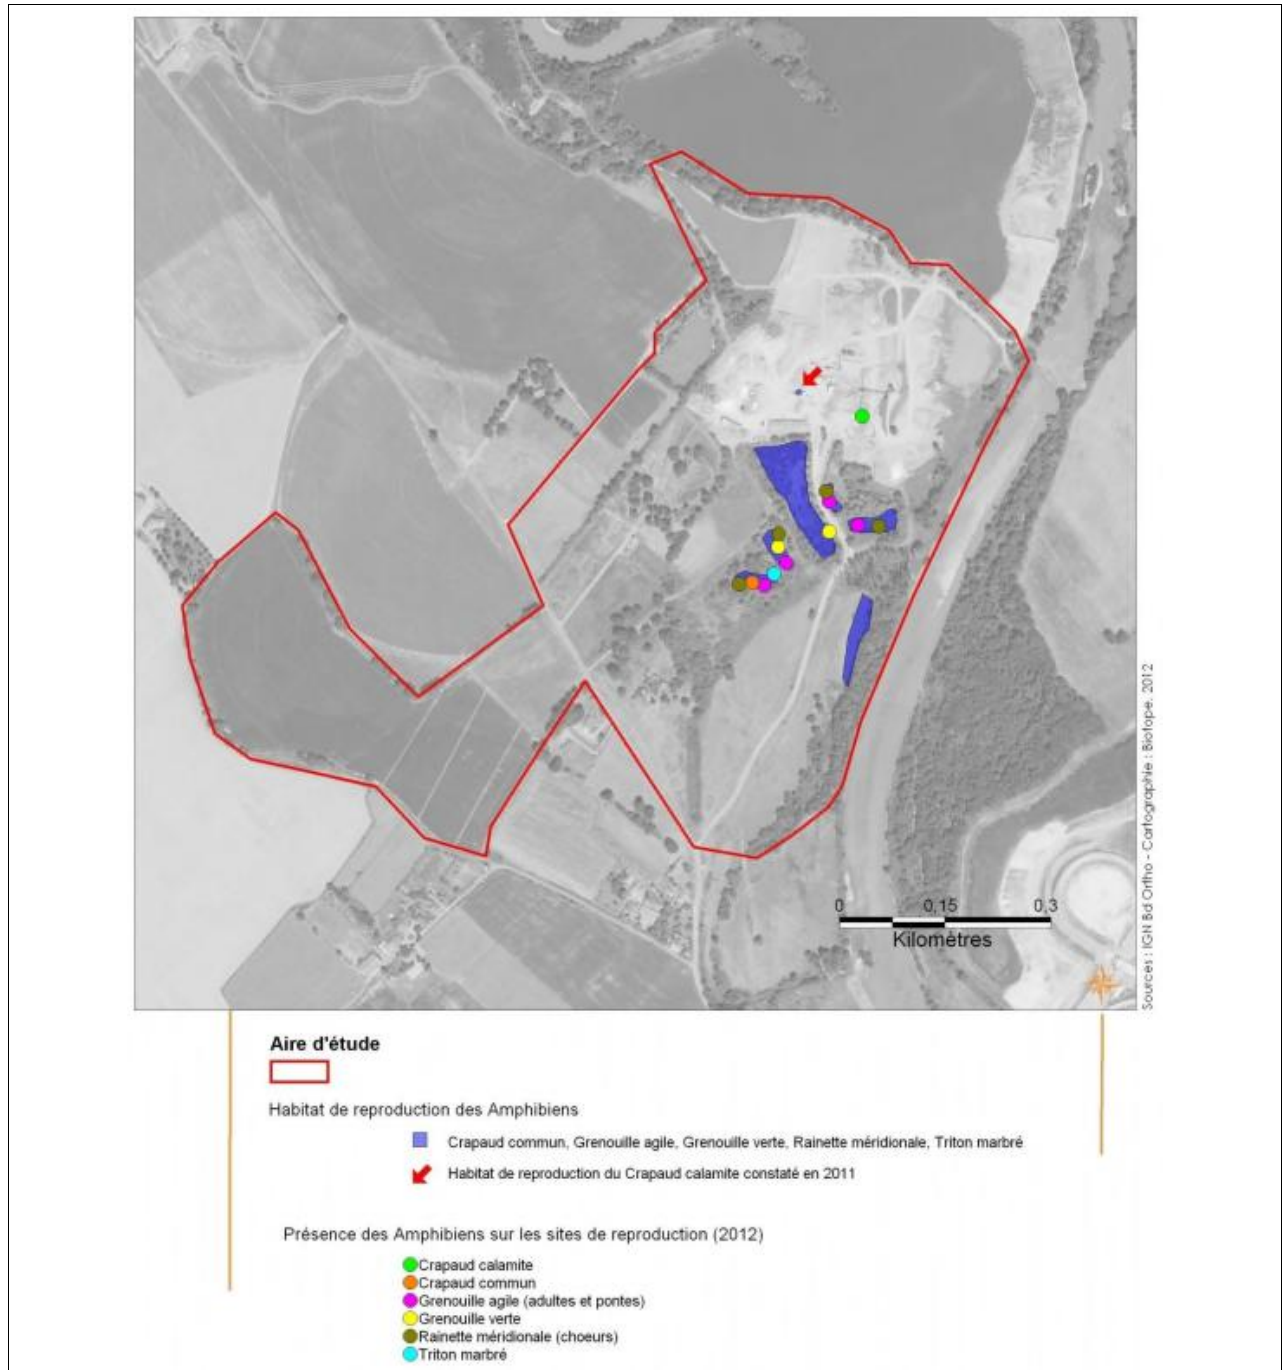 Sources : IGN Bd Ortho - Cartographie : Biotope, 2012
0 0,15 0,3
Kilomètres
Aire d'étude
Habitat de reproduction des Amphibiens
Crapaud commun, Grenouille agile, Grenouille verte, Rainette méridionale, Triton marbré
Habitat de reproduction du Crapaud calamite constaté en 2011
Présence des Amphibiens sur les sites de reproduction (2012)
Crapaud calamite
Crapaud commun
Grenouille agile (adultes et pontes)
Grenouille verte
Rainette méridionale (choeurs)
Triton marbré